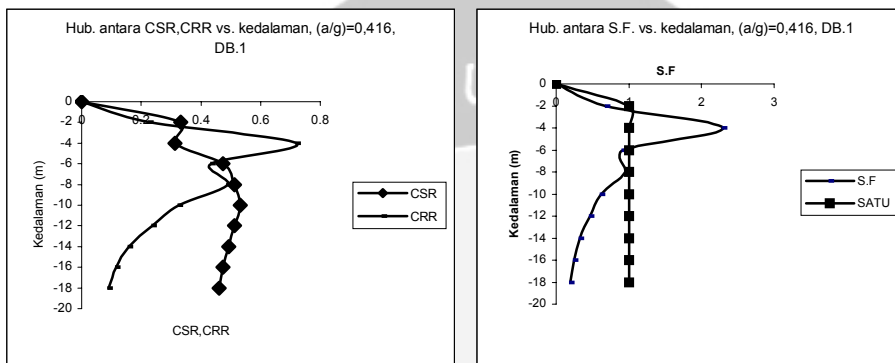 Hub. antara CSR,CRR vs. kedalaman, (a/g)=0,416,
DB.1
0 0.2 0.4 0.6 0.8
0
-2
-4
-6
-8
-10
-12
-14
-16
-18
-20
Kedalaman (m)
CSR,CRR
CSR
CRR
Hub. antara S.F. vs. kedalaman, (a/g)=0,416, DB.1
S.F
0 1 2 3
0
-2
-4
-6
-8
-10
-12
-14
-16
-18
-20
Kedalaman (m)
S.F
SATU